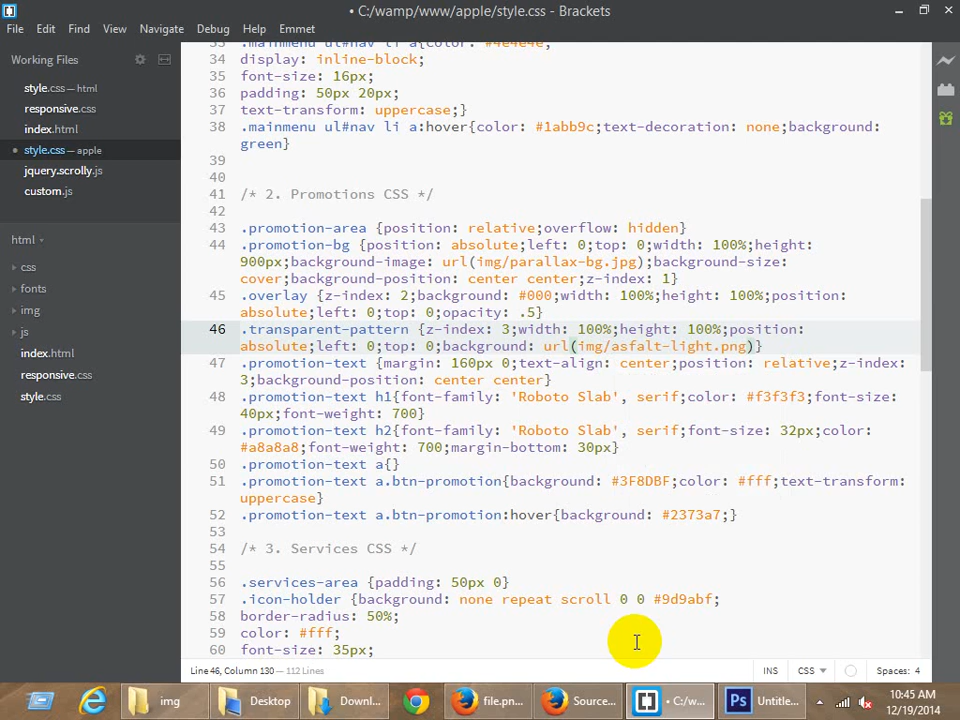 • C:/wamp/www/apple/style.css - Brackets
File Edit Find View Navigate Debug Help Emmet
Working Files
style.css — html
responsive.css
index.html
• style.css — apple
jquery.scrolly.js
custom.js
html
css
fonts
img
js
index.html
responsive.css
style.css
33 .mainmenu ul#nav li a{color: #4e4e4e;
34 display: inline-block;
35 font-size: 16px;
36 padding: 50px 20px;
37 text-transform: uppercase;}
38 .mainmenu ul#nav li a:hover{color: #1abb9c;text-decoration: none;background:
green}
39
40
41 /* 2. Promotions CSS */
42
43 .promotion-area {position: relative;overflow: hidden}
44 .promotion-bg {position: absolute;left: 0;top: 0;width: 100%;height:
900px;background-image: url(img/parallax-bg.jpg);background-size:
cover;background-position: center center;z-index: 1}
45 .overlay {z-index: 2;background: #000;width: 100%;height: 100%;position:
absolute;left: 0;top: 0;opacity: .5}
46 .transparent-pattern {z-index: 3;width: 100%;height: 100%;position:
absolute;left: 0;top: 0;background: url(img/asfalt-light.png)}
47 .promotion-text {margin: 160px 0;text-align: center;position: relative;z-index:
3;background-position: center center}
48 .promotion-text h1{font-family: 'Roboto Slab', serif;color: #f3f3f3;font-size:
40px;font-weight: 700}
49 .promotion-text h2{font-family: 'Roboto Slab', serif;font-size: 32px;color:
#a8a8a8;font-weight: 700;margin-bottom: 30px}
50 .promotion-text a{}
51 .promotion-text a.btn-promotion{background: #3F8DBF;color: #fff;text-transform:
uppercase}
52 .promotion-text a.btn-promotion:hover{background: #2373a7;}
53
54 /* 3. Services CSS */
55
56 .services-area {padding: 50px 0}
57 .icon-holder {background: none repeat scroll 0 0 #9d9abf;
58 border-radius: 50%;
59 color: #fff;
60 font-size: 35px;
Line 46, Column 130 — 112 Lines
INS CSS Spaces: 4
img Desktop Downl... file.pn... Source... • C:/w... Ps Untitle...
10:45 AM
12/19/2014